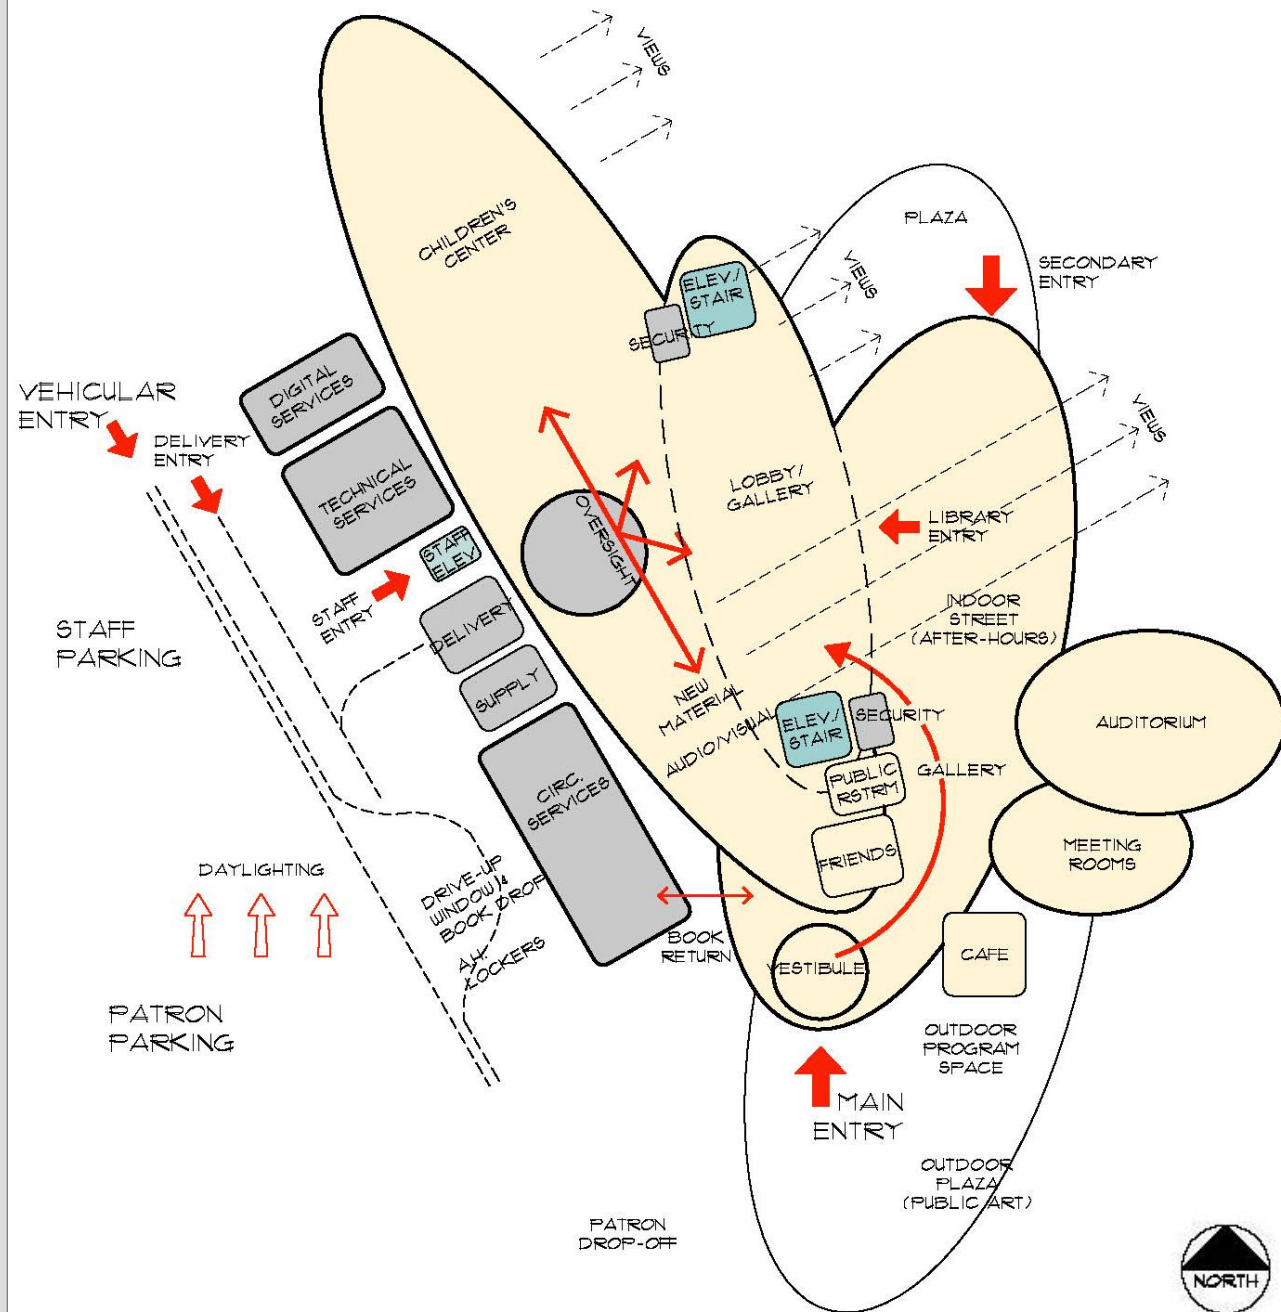 VIEWS
PLAZA
CHILDREN'S
CENTER
SECONDARY
ENTRY
VIEWS
ELEV./
STAIR
SECURITY
DIGITAL
SERVICES
VEHICULAR
ENTRY
DELIVERY
ENTRY
VIEWS
TECHNICAL
SERVICES
LOBBY/
GALLERY
OVERSIGHT
LIBRARY
ENTRY
STAFF
ELEV
STAFF
ENTRY
INDOOR
STREET
(AFTER-HOURS)
STAFF
PARKING
DELIVERY
SUPPLY
NEW
MATERIAL
AUDIO/VISUAL
ELEV./
STAIR
SECURITY
AUDITORIUM
GALLERY
PUBLIC
RSTRM
CIRC.
SERVICES
FRIENDS
MEETING
ROOMS
DAYLIGHTING
DRIVE-UP
WINDOW &
BOOK DROP
A.H.
LOCKERS
BOOK
RETURN
VESTIBULE
CAFE
PATRON
PARKING
OUTDOOR
PROGRAM
SPACE
MAIN
ENTRY
OUTDOOR
PLAZA
(PUBLIC ART)
PATRON
DROP-OFF
NORTH